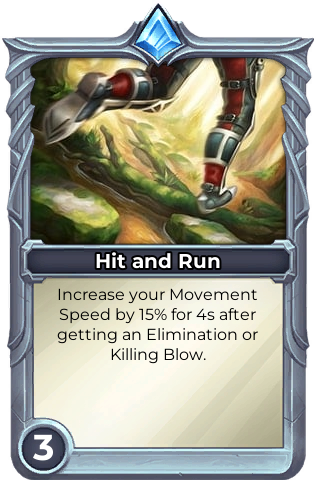 Hit and Run
Increase your Movement
Speed by 15% for 4s after
getting an Elimination or
Killing Blow.
3